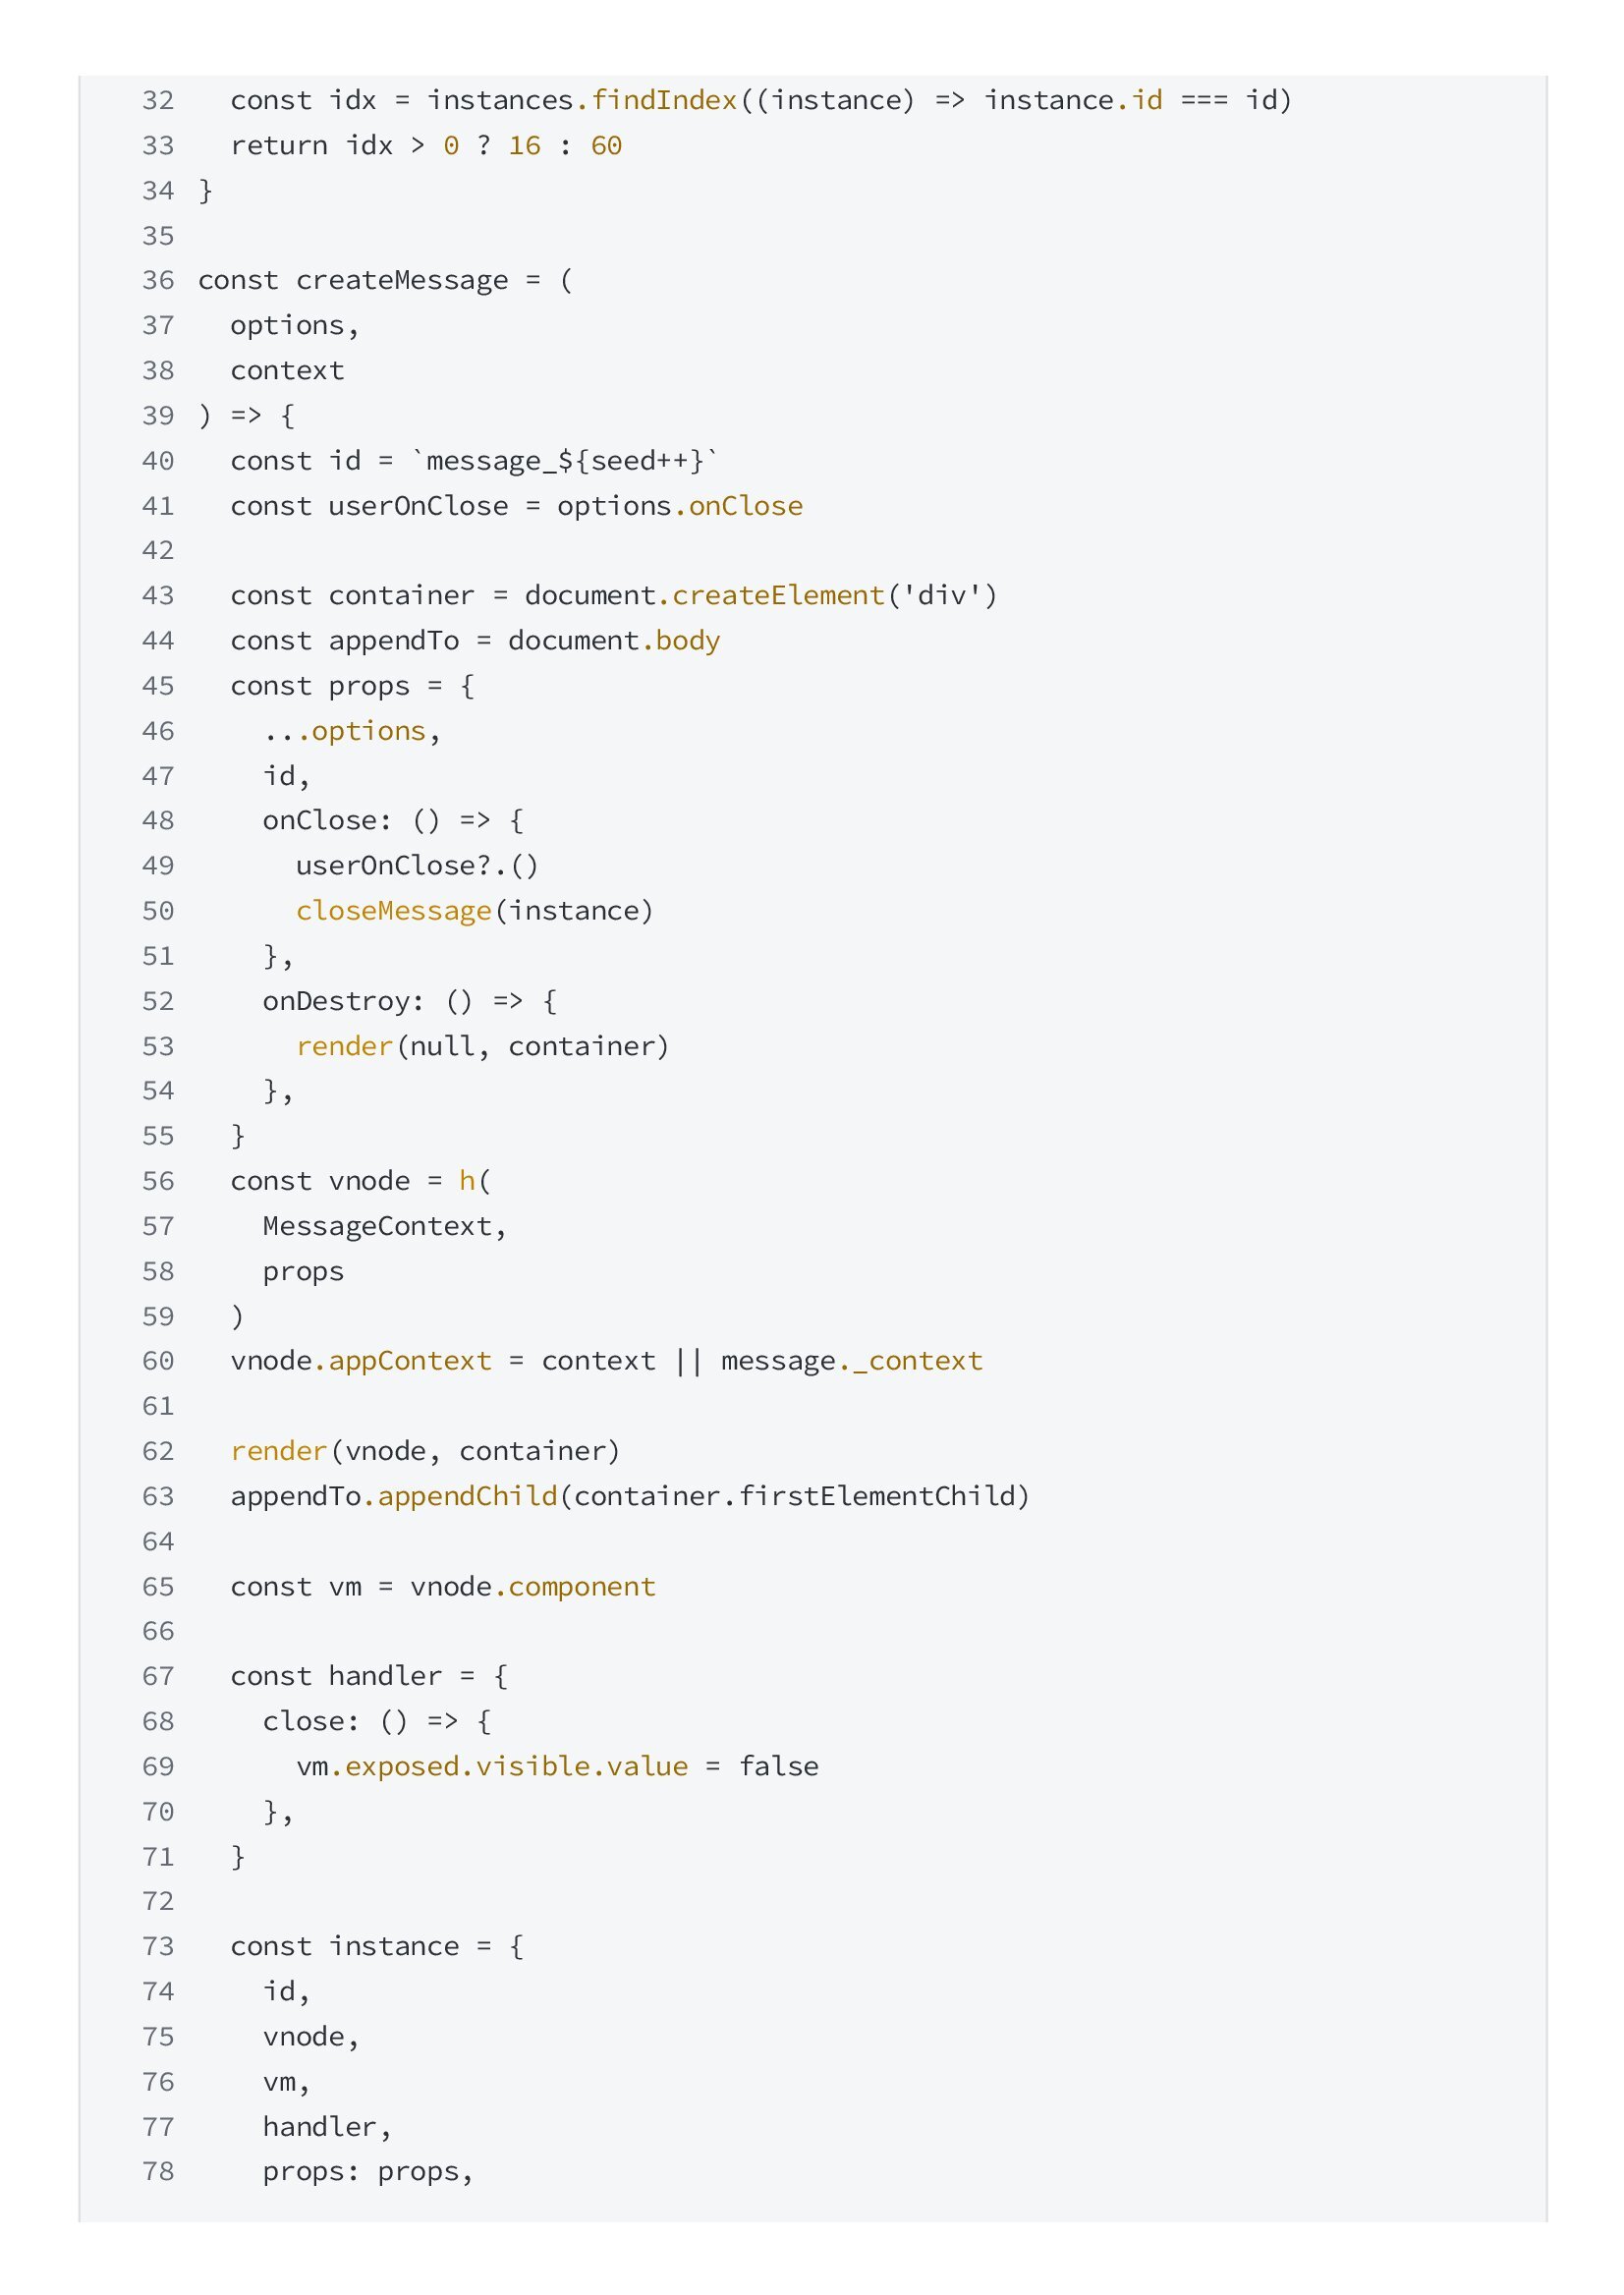 32   const idx = instances.findIndex((instance) => instance.id === id)
33   return idx > 0 ? 16 : 60
34 }
35
36 const createMessage = (
37   options,
38   context
39 ) => {
40   const id = `message_${seed++}`
41   const userOnClose = options.onClose
42
43   const container = document.createElement('div')
44   const appendTo = document.body
45   const props = {
46     ...options,
47     id,
48     onClose: () => {
49       userOnClose?.()
50       closeMessage(instance)
51     },
52     onDestroy: () => {
53       render(null, container)
54     },
55   }
56   const vnode = h(
57     MessageContext,
58     props
59   )
60   vnode.appContext = context || message._context
61
62   render(vnode, container)
63   appendTo.appendChild(container.firstElementChild)
64
65   const vm = vnode.component
66
67   const handler = {
68     close: () => {
69       vm.exposed.visible.value = false
70     },
71   }
72
73   const instance = {
74     id,
75     vnode,
76     vm,
77     handler,
78     props: props,